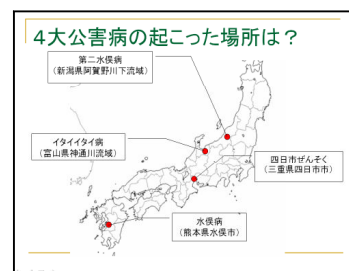 4大公害病の起こった場所は？
第二水俣病
（新潟県阿賀野川下流域）
イタイイタイ病
（富山県神通川流域）
四日市ぜんそく
（三重県四日市市）
水俣病
（熊本県水俣市）